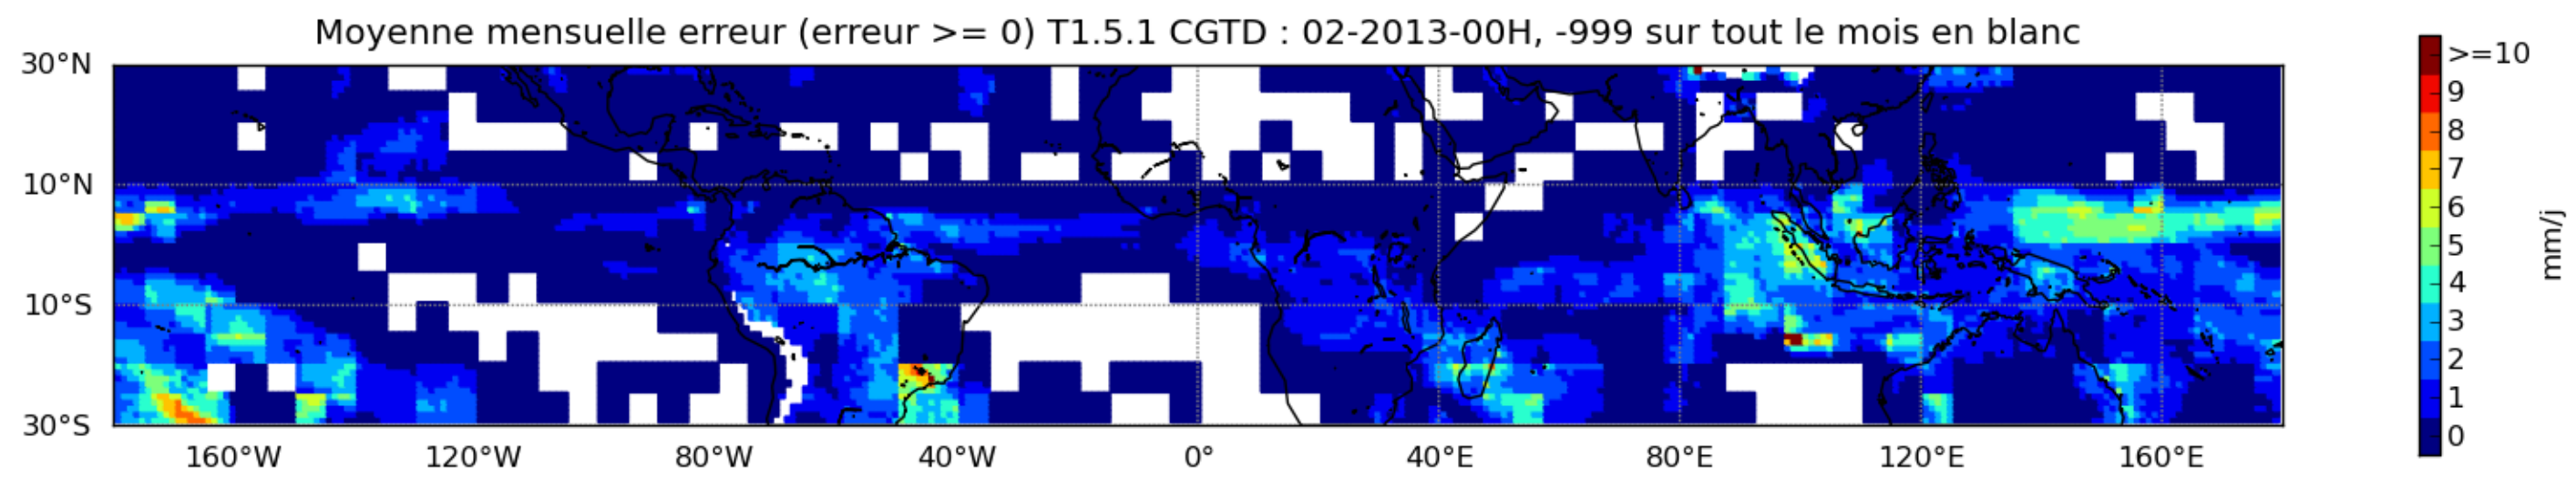 Moyenne mensuelle erreur (erreur >= 0) T1.5.1 CGTD : 02-2013-00H, -999 sur tout le mois en blanc
30°N
10°N
10°S
30°S
160°W 120°W 80°W 40°W 0° 40°E 80°E 120°E 160°E
>=10
9
8
7
6
5
4
3
2
1
0
mm/j